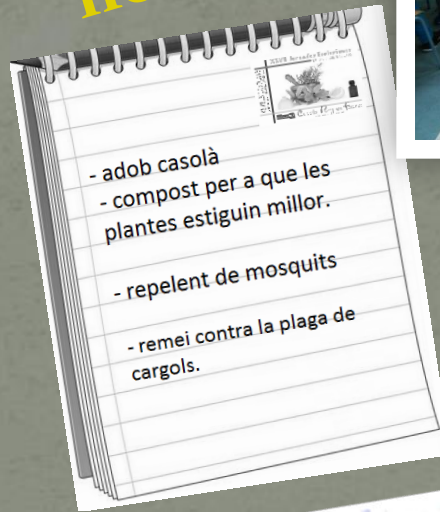 - adob casolà
- compost per a que les
plantes estiguin millor.
- repelent de mosquits
- remei contra la plaga de
cargols.